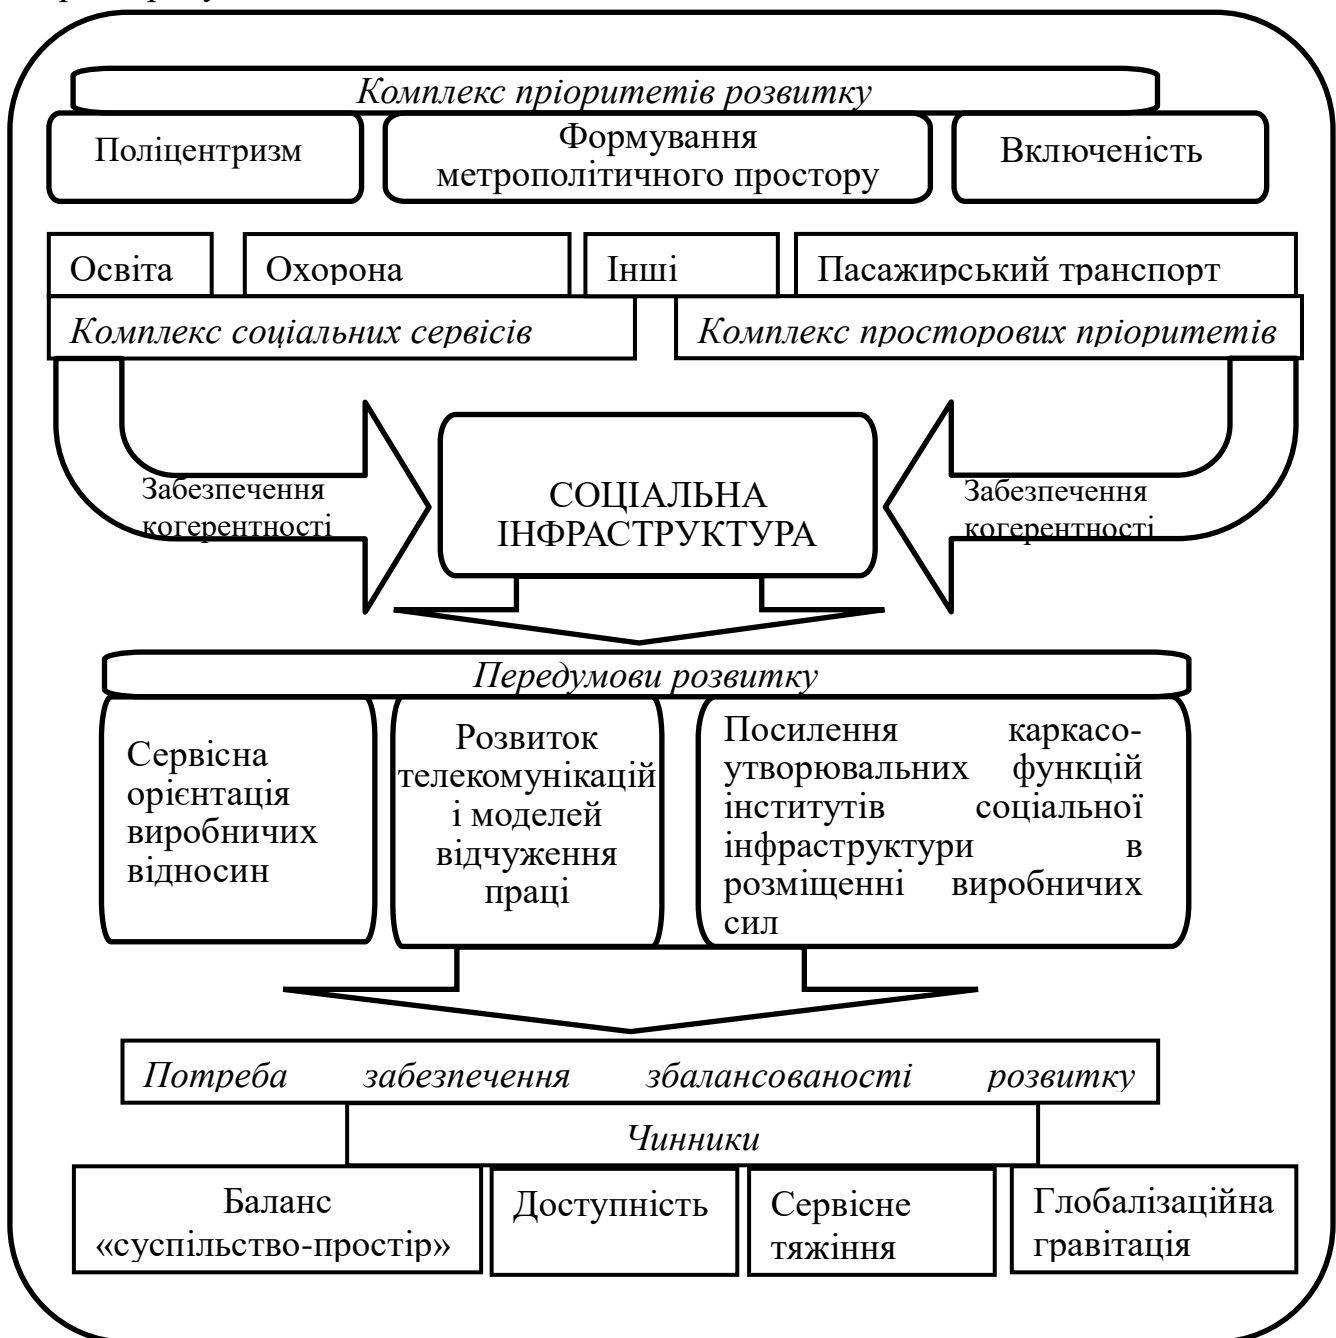 Комплекс пріоритетів розвитку
Поліцентризм
Формування
метрополітичного простору
Включеність
Освіта
Охорона
Інші
Пасажирський транспорт
Комплекс соціальних сервісів
Комплекс просторових пріоритетів
Забезпечення
когерентності
СОЦІАЛЬНА
ІНФРАСТРУКТУРА
Забезпечення
когерентності
Передумови розвитку
Сервісна
орієнтація
виробничих
відносин
Розвиток
телекомунікацій
і моделей
відчуження
праці
Посилення каркасо-
утворювальних функцій
інститутів соціальної
інфраструктури в
розміщенні виробничих
сил
Потреба забезпечення збалансованості розвитку
Чинники
Баланс
«суспільство-простір»
Доступність
Сервісне
тяжіння
Глобалізаційна
гравітація